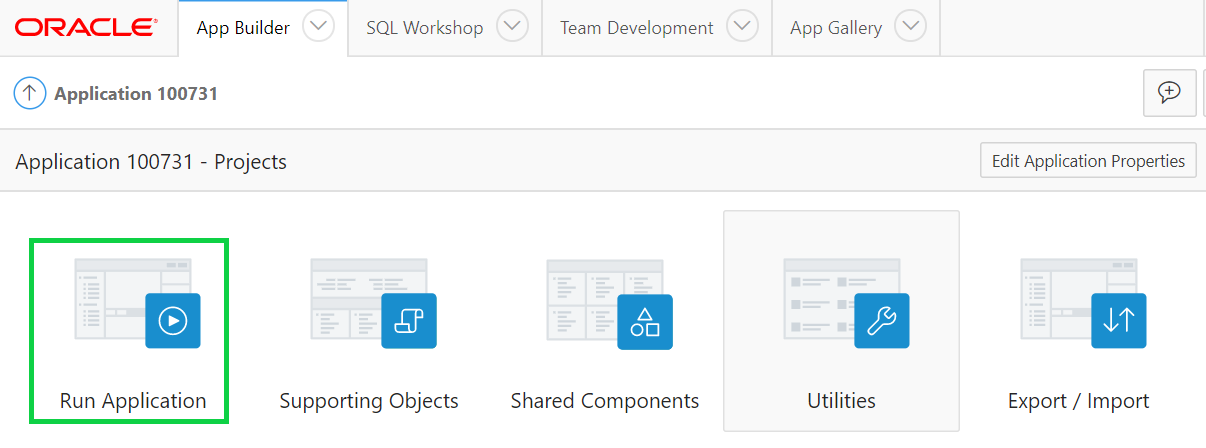 ORACLE® App Builder SQL Workshop Team Development App Gallery
Application 100731
Application 100731 - Projects Edit Application Properties
Run Application Supporting Objects Shared Components Utilities Export / Import